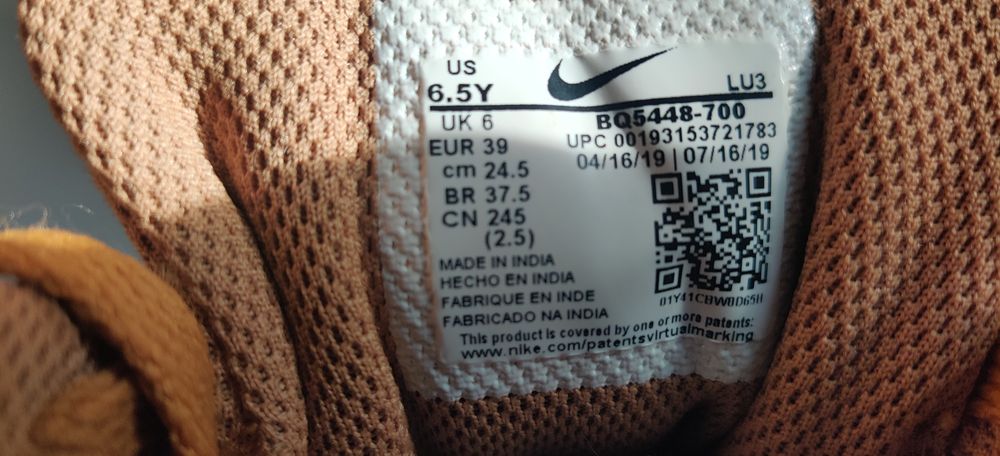 US
6.5Y
LU3
UK 6
BQ5448-700
EUR 39
UPC 00193153721783
cm 24.5
04/16/19 | 07/16/19
BR 37.5
CN 245
(2.5)
MADE IN INDIA
HECHO EN INDIA
FABRIQUE EN INDE
FABRICADO NA INDIA
This product is covered by one or more patents:
www.nike.com/patentsvirtualmarking